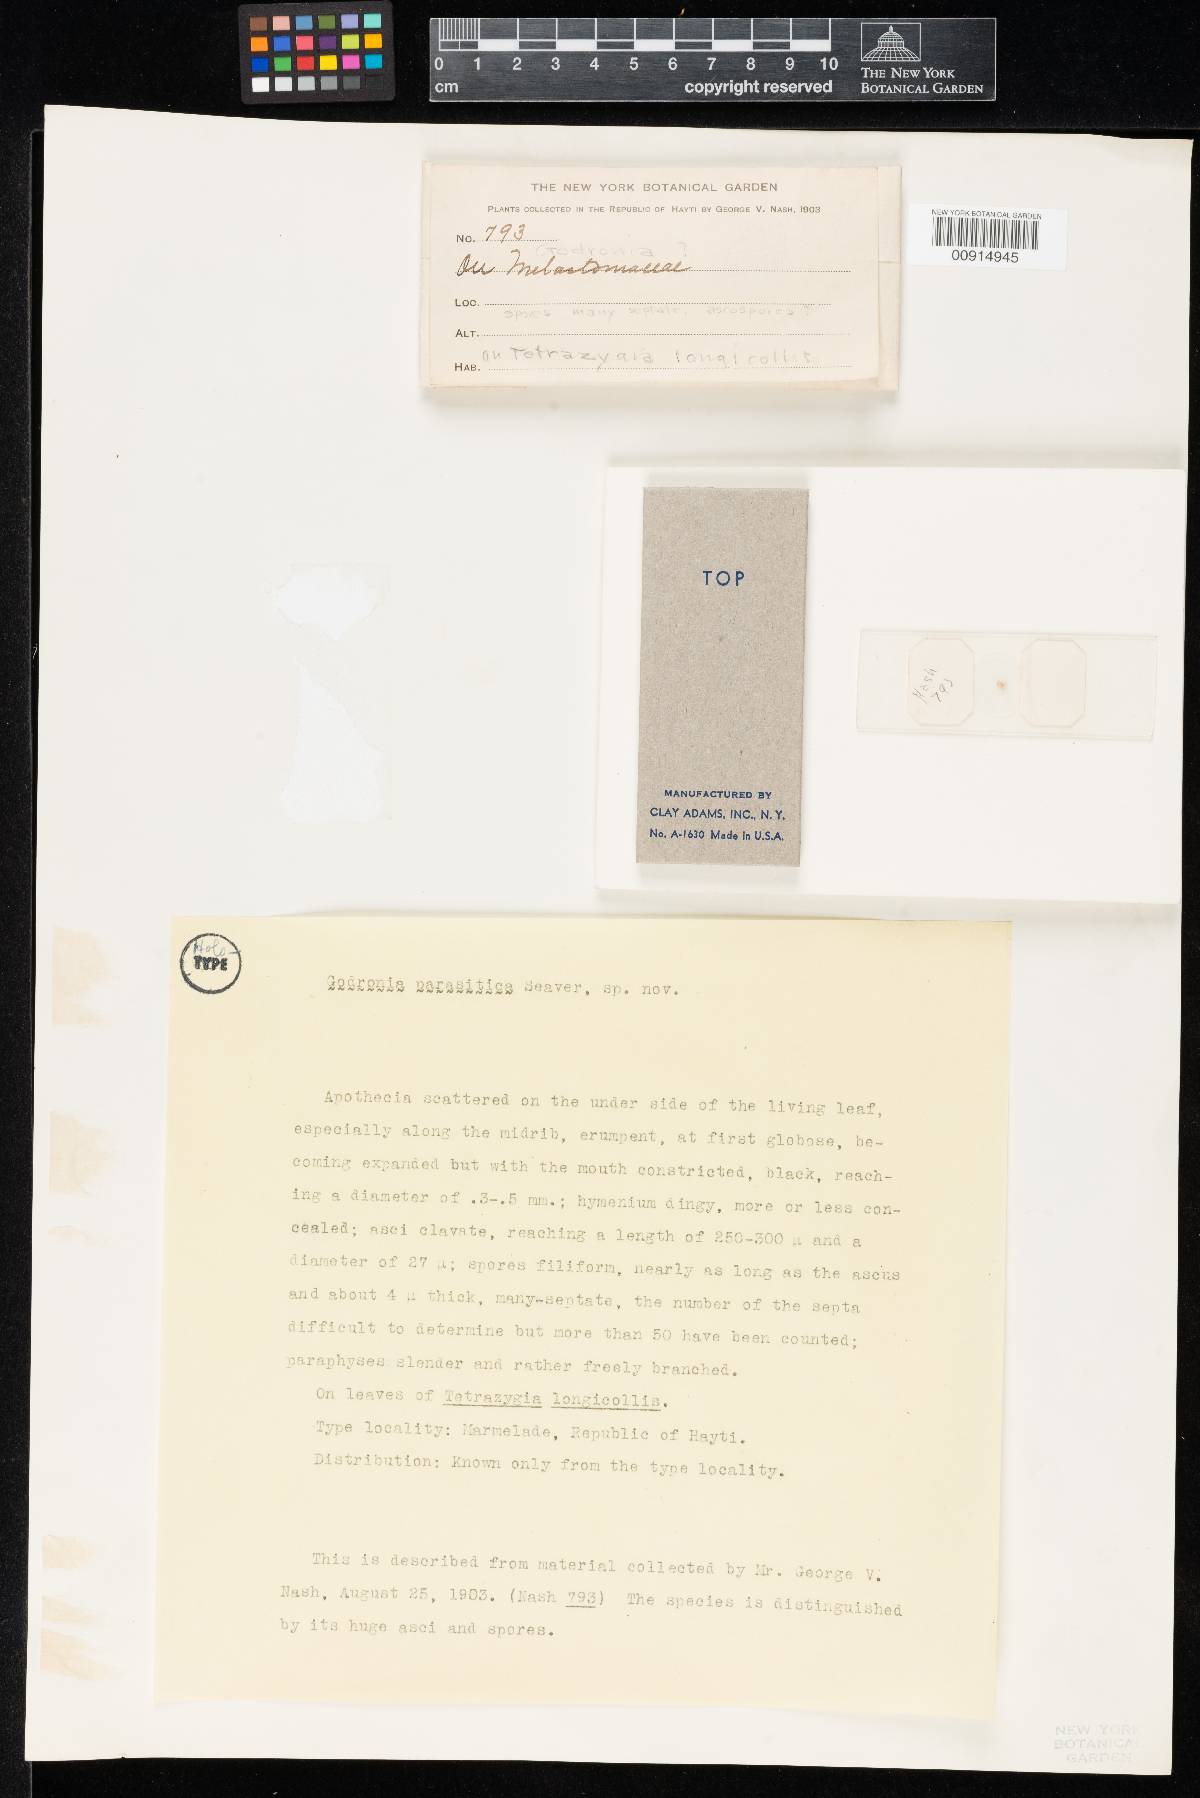 0 1 2 3 4 5 6 7 8 9 10
cm copyright reserved
THE NEW YORK
BOTANICAL GARDEN
THE NEW YORK BOTANICAL GARDEN
PLANTS COLLECTED IN THE REPUBLIC OF HAYTI BY GEORGE V. NASH, 1903
No. 793
Godronia ?
On Melastomaceae
LOC.
spores many septate. ascospores ?
ALT.
on Tetrazygia longicollis
HAB.
NEW YORK BOTANICAL GARDEN
00914945
TOP
MANUFACTURED BY
CLAY ADAMS, INC., N. Y.
No. A-1630 Made in U.S.A.
Nash
793
Holo-
TYPE
Godronia parasitica Seaver, sp. nov.
Apothecia scattered on the under side of the living leaf,
especially along the midrib, erumpent, at first globose, be-
coming expanded but with the mouth constricted, black, reach-
ing a diameter of .3-.5 mm.; hymenium dingy, more or less con-
cealed; asci clavate, reaching a length of 250-300 µ and a
diameter of 27 µ; spores filiform, nearly as long as the ascus
and about 4 µ thick, many-septate, the number of the septa
difficult to determine but more than 50 have been counted;
paraphyses slender and rather freely branched.
On leaves of Tetrazygia longicollis.
Type locality: Marmelade, Republic of Hayti.
Distribution: Known only from the type locality.
This is described from material collected by Mr. George V.
Nash, August 25, 1903. (Nash 793) The species is distinguished
by its huge asci and spores.
NEW YORK
BOTANICAL
GARDEN